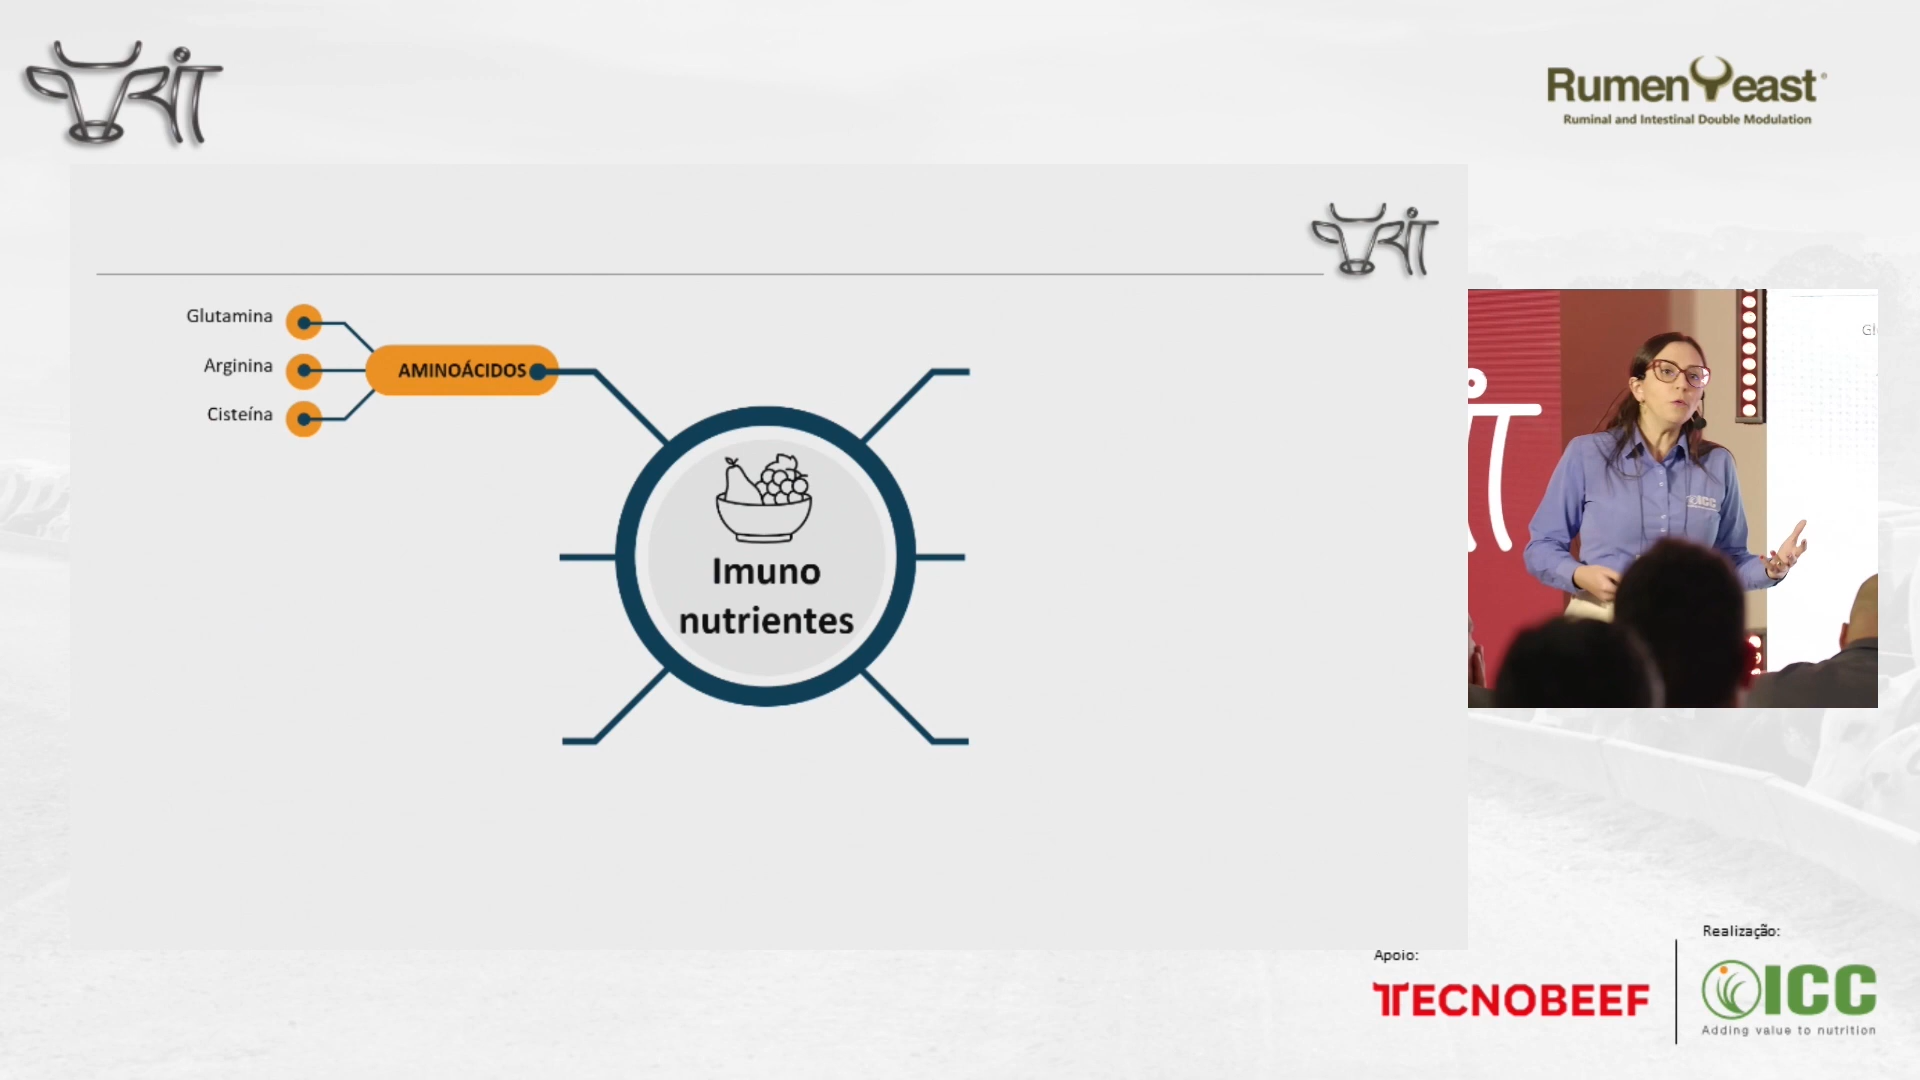 RumenYeast®
Ruminal and Intestinal Double Modulation
Glutamina
Arginina
Cisteína
AMINOÁCIDOS
Imuno
nutrientes
ICC
Apoio:
TECNOBEEF
Realização:
ICC
Adding value to nutrition